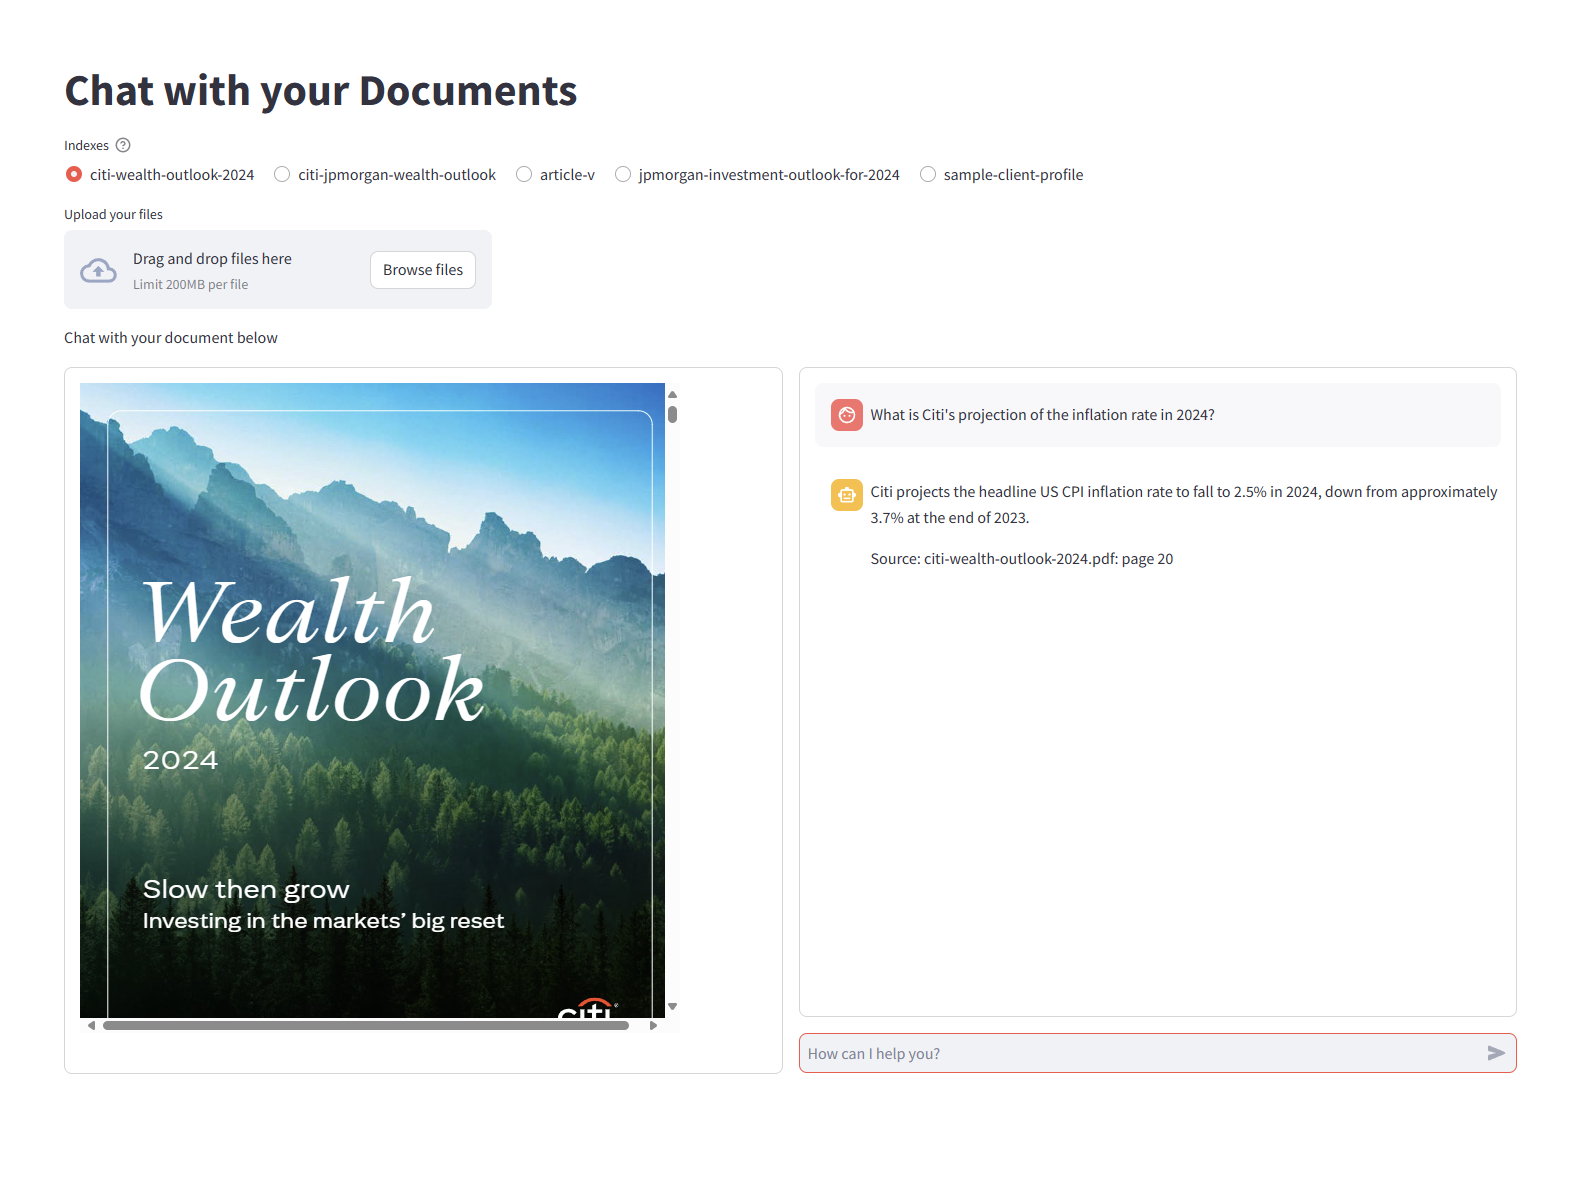 Chat with your Documents
Indexes
citi-wealth-outlook-2024 citi-jpmorgan-wealth-outlook article-v jpmorgan-investment-outlook-for-2024 sample-client-profile
Upload your files
Drag and drop files here
Limit 200MB per file
Browse files
Chat with your document below
Wealth
Outlook
2024
Slow then grow
Investing in the markets’ big reset
citi®
What is Citi's projection of the inflation rate in 2024?
Citi projects the headline US CPI inflation rate to fall to 2.5% in 2024, down from approximately
3.7% at the end of 2023.
Source: citi-wealth-outlook-2024.pdf: page 20
How can I help you?